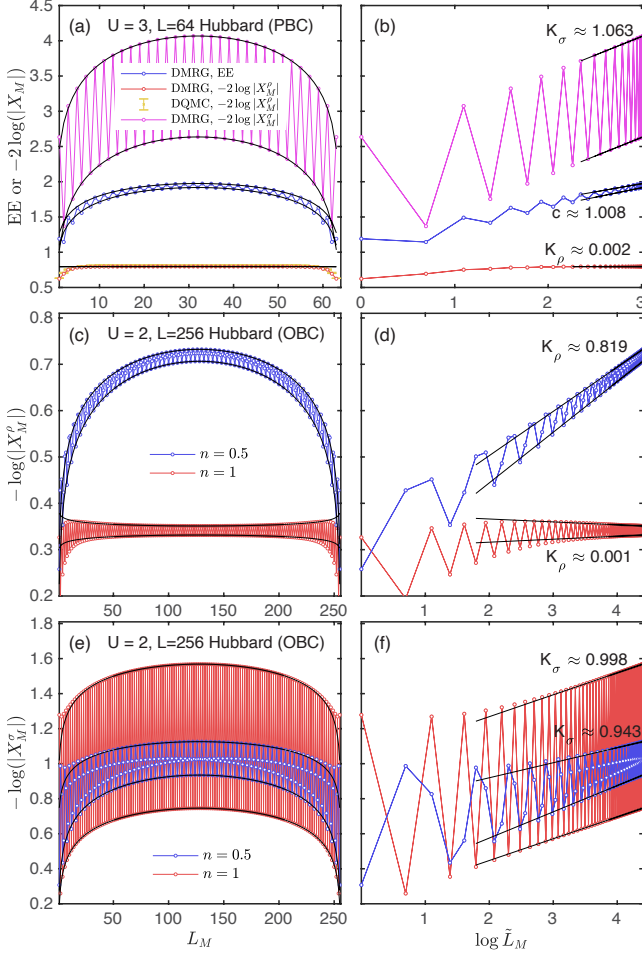 (a) U = 3, L=64 Hubbard (PBC)
EE or −2 log(|X_M|)
4
3.5
3
2.5
2
1.5
1
0.5
DMRG, EE
DMRG, −2 log |X_M^ρ|
DQMC, −2 log |X_M^ρ|
DMRG, −2 log |X_M^σ|
10 20 30 40 50 60
(b)
K_σ ≈ 1.063
c ≈ 1.008
K_ρ ≈ 0.002
0 1 2 3
(c) U = 2, L=256 Hubbard (OBC)
− log(|X_M^ρ|)
0.8
0.7
0.6
0.5
0.4
0.3
0.2
n = 0.5
n = 1
50 100 150 200 250
(d)
K_ρ ≈ 0.819
K_ρ ≈ 0.001
1 2 3 4
(e) U = 2, L=256 Hubbard (OBC)
− log(|X_M^σ|)
1.8
1.6
1.4
1.2
1
0.8
0.6
0.4
0.2
n = 0.5
n = 1
0 50 100 150 200 250
L_M
(f)
K_σ ≈ 0.998
K_σ ≈ 0.943
0 1 2 3 4
log L̃_M